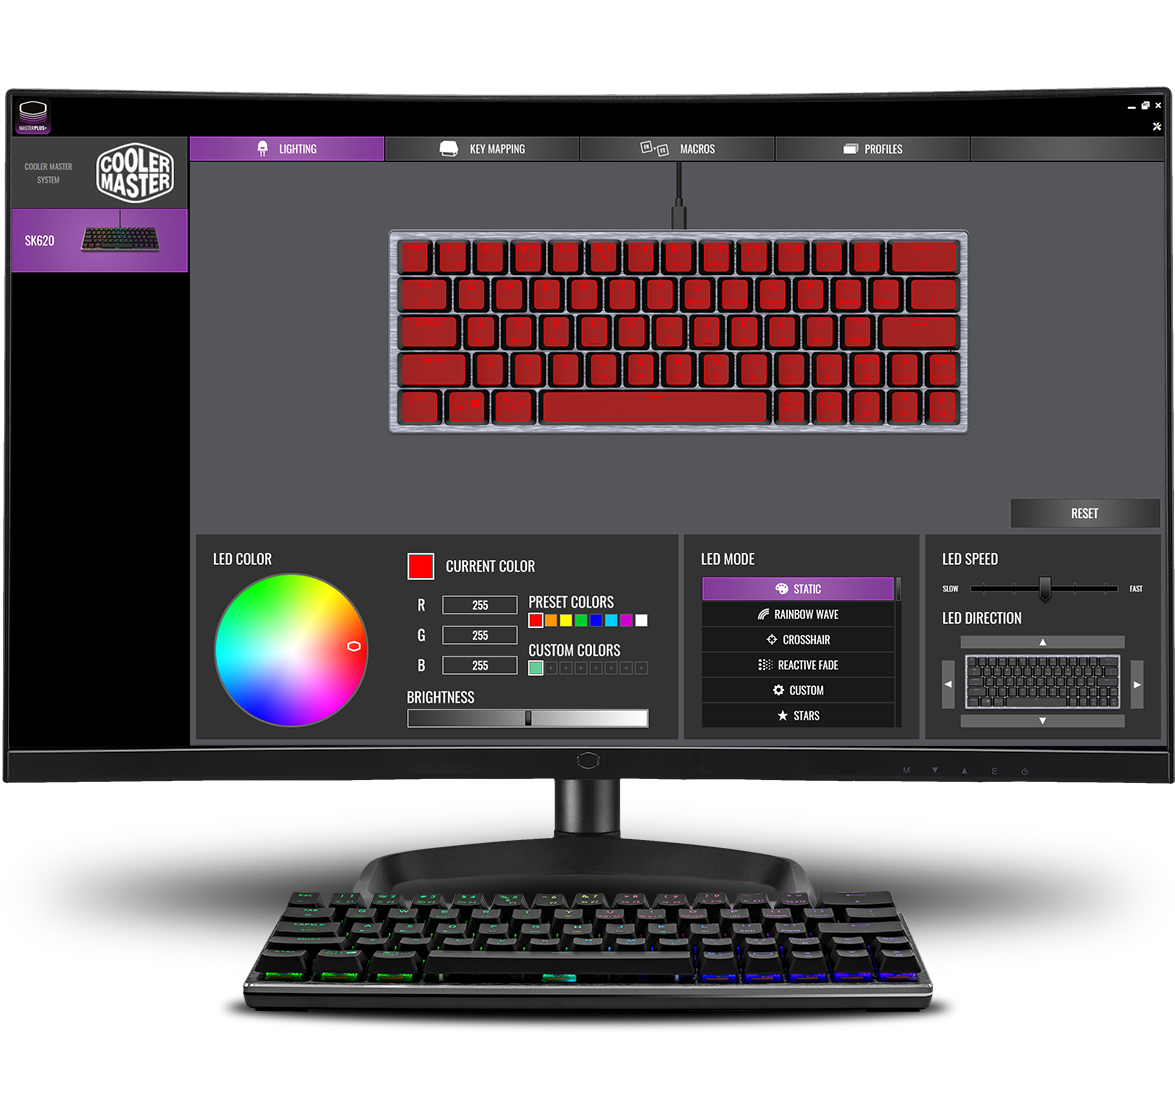 MASTERPLUS+
COOLER MASTER
SYSTEM
COOLER
MASTER
LIGHTING
KEY MAPPING
MACROS
PROFILES
SK620
RESET
LED COLOR
CURRENT COLOR
R 255
G 255
B 255
PRESET COLORS
CUSTOM COLORS
BRIGHTNESS
LED MODE
STATIC
RAINBOW WAVE
CROSSHAIR
REACTIVE FADE
CUSTOM
STARS
LED SPEED
SLOW FAST
LED DIRECTION
M ▼ ▲ E